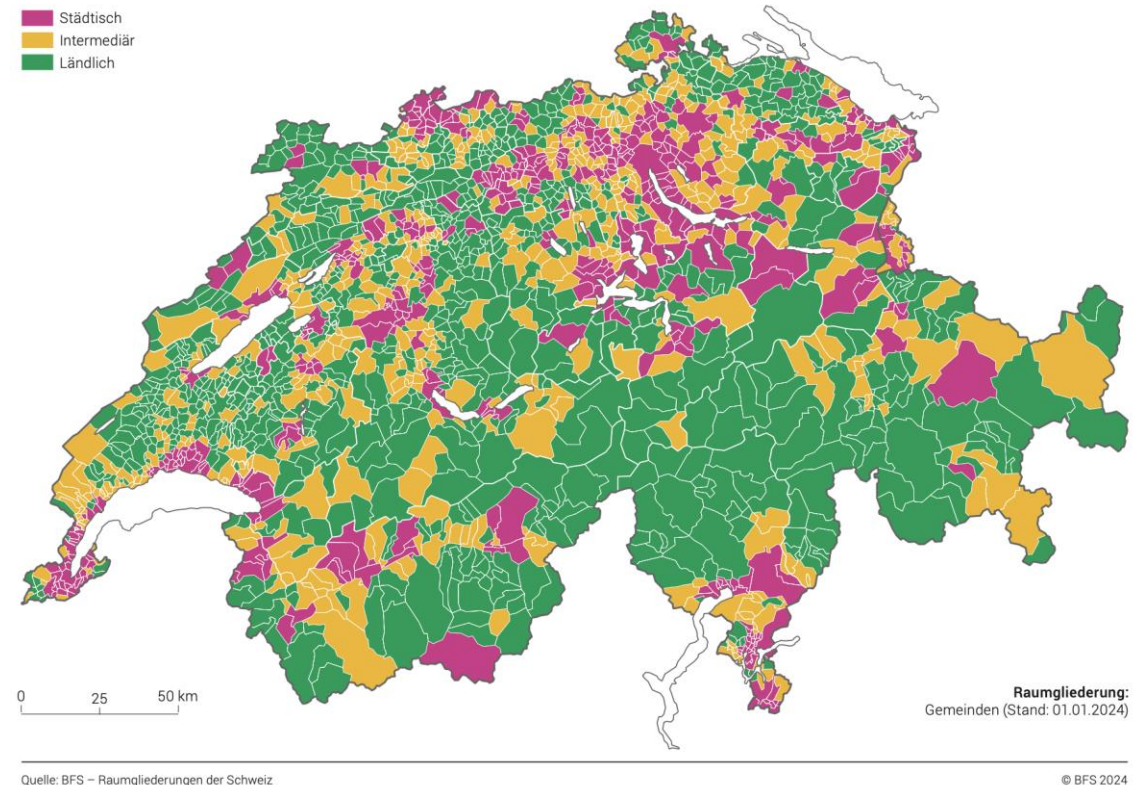 Städtisch
Intermediär
Ländlich
0 25 50 km
Raumgliederung:
Gemeinden (Stand: 01.01.2024)
Quelle: BFS – Raumgliederungen der Schweiz
© BFS 2024